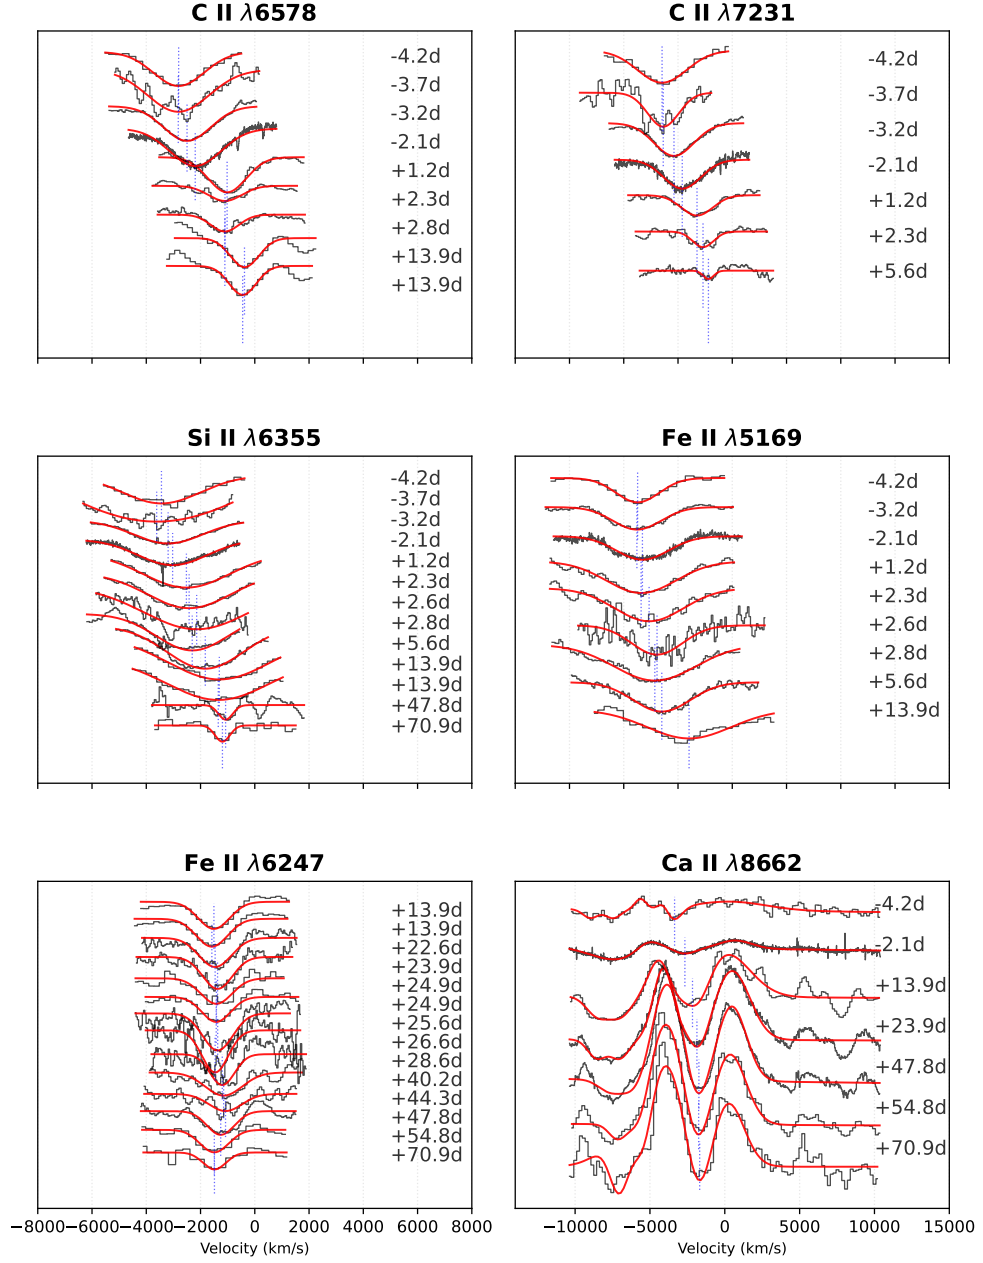 C II λ6578
-4.2d
-3.7d
-3.2d
-2.1d
+1.2d
+2.3d
+2.8d
+13.9d
+13.9d
C II λ7231
-4.2d
-3.7d
-3.2d
-2.1d
+1.2d
+2.3d
+5.6d
Si II λ6355
-4.2d
-3.7d
-3.2d
-2.1d
+1.2d
+2.3d
+2.6d
+2.8d
+5.6d
+13.9d
+13.9d
+47.8d
+70.9d
Fe II λ5169
-4.2d
-3.2d
-2.1d
+1.2d
+2.3d
+2.6d
+2.8d
+5.6d
+13.9d
Fe II λ6247
+13.9d
+13.9d
+22.6d
+23.9d
+24.9d
+24.9d
+25.6d
+26.6d
+28.6d
+40.2d
+44.3d
+47.8d
+54.8d
+70.9d
−8000 −6000 −4000 −2000 0 2000 4000 6000 8000
Velocity (km/s)
Ca II λ8662
-4.2d
-2.1d
+13.9d
+23.9d
+47.8d
+54.8d
+70.9d
−10000 −5000 0 5000 10000 15000
Velocity (km/s)